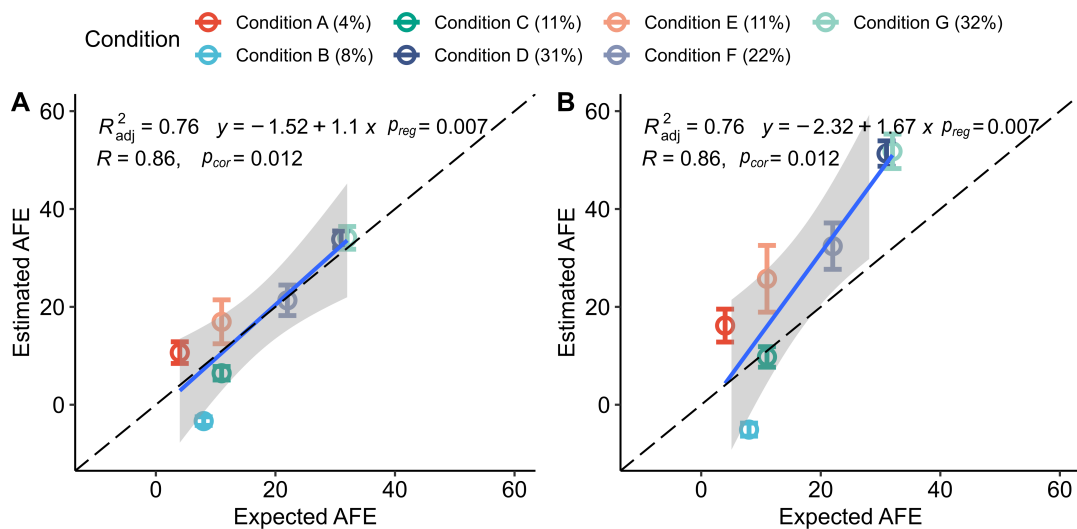 Condition
Condition A (4%)
Condition C (11%)
Condition E (11%)
Condition G (32%)
Condition B (8%)
Condition D (31%)
Condition F (22%)
A
R²adj = 0.76 y = −1.52 + 1.1 x preg = 0.007
R = 0.86, pcor = 0.012
60
40
20
0
Estimated AFE
0 20 40 60
Expected AFE
B
R²adj = 0.76 y = −2.32 + 1.67 x preg = 0.007
R = 0.86, pcor = 0.012
60
40
20
0
Estimated AFE
0 20 40 60
Expected AFE